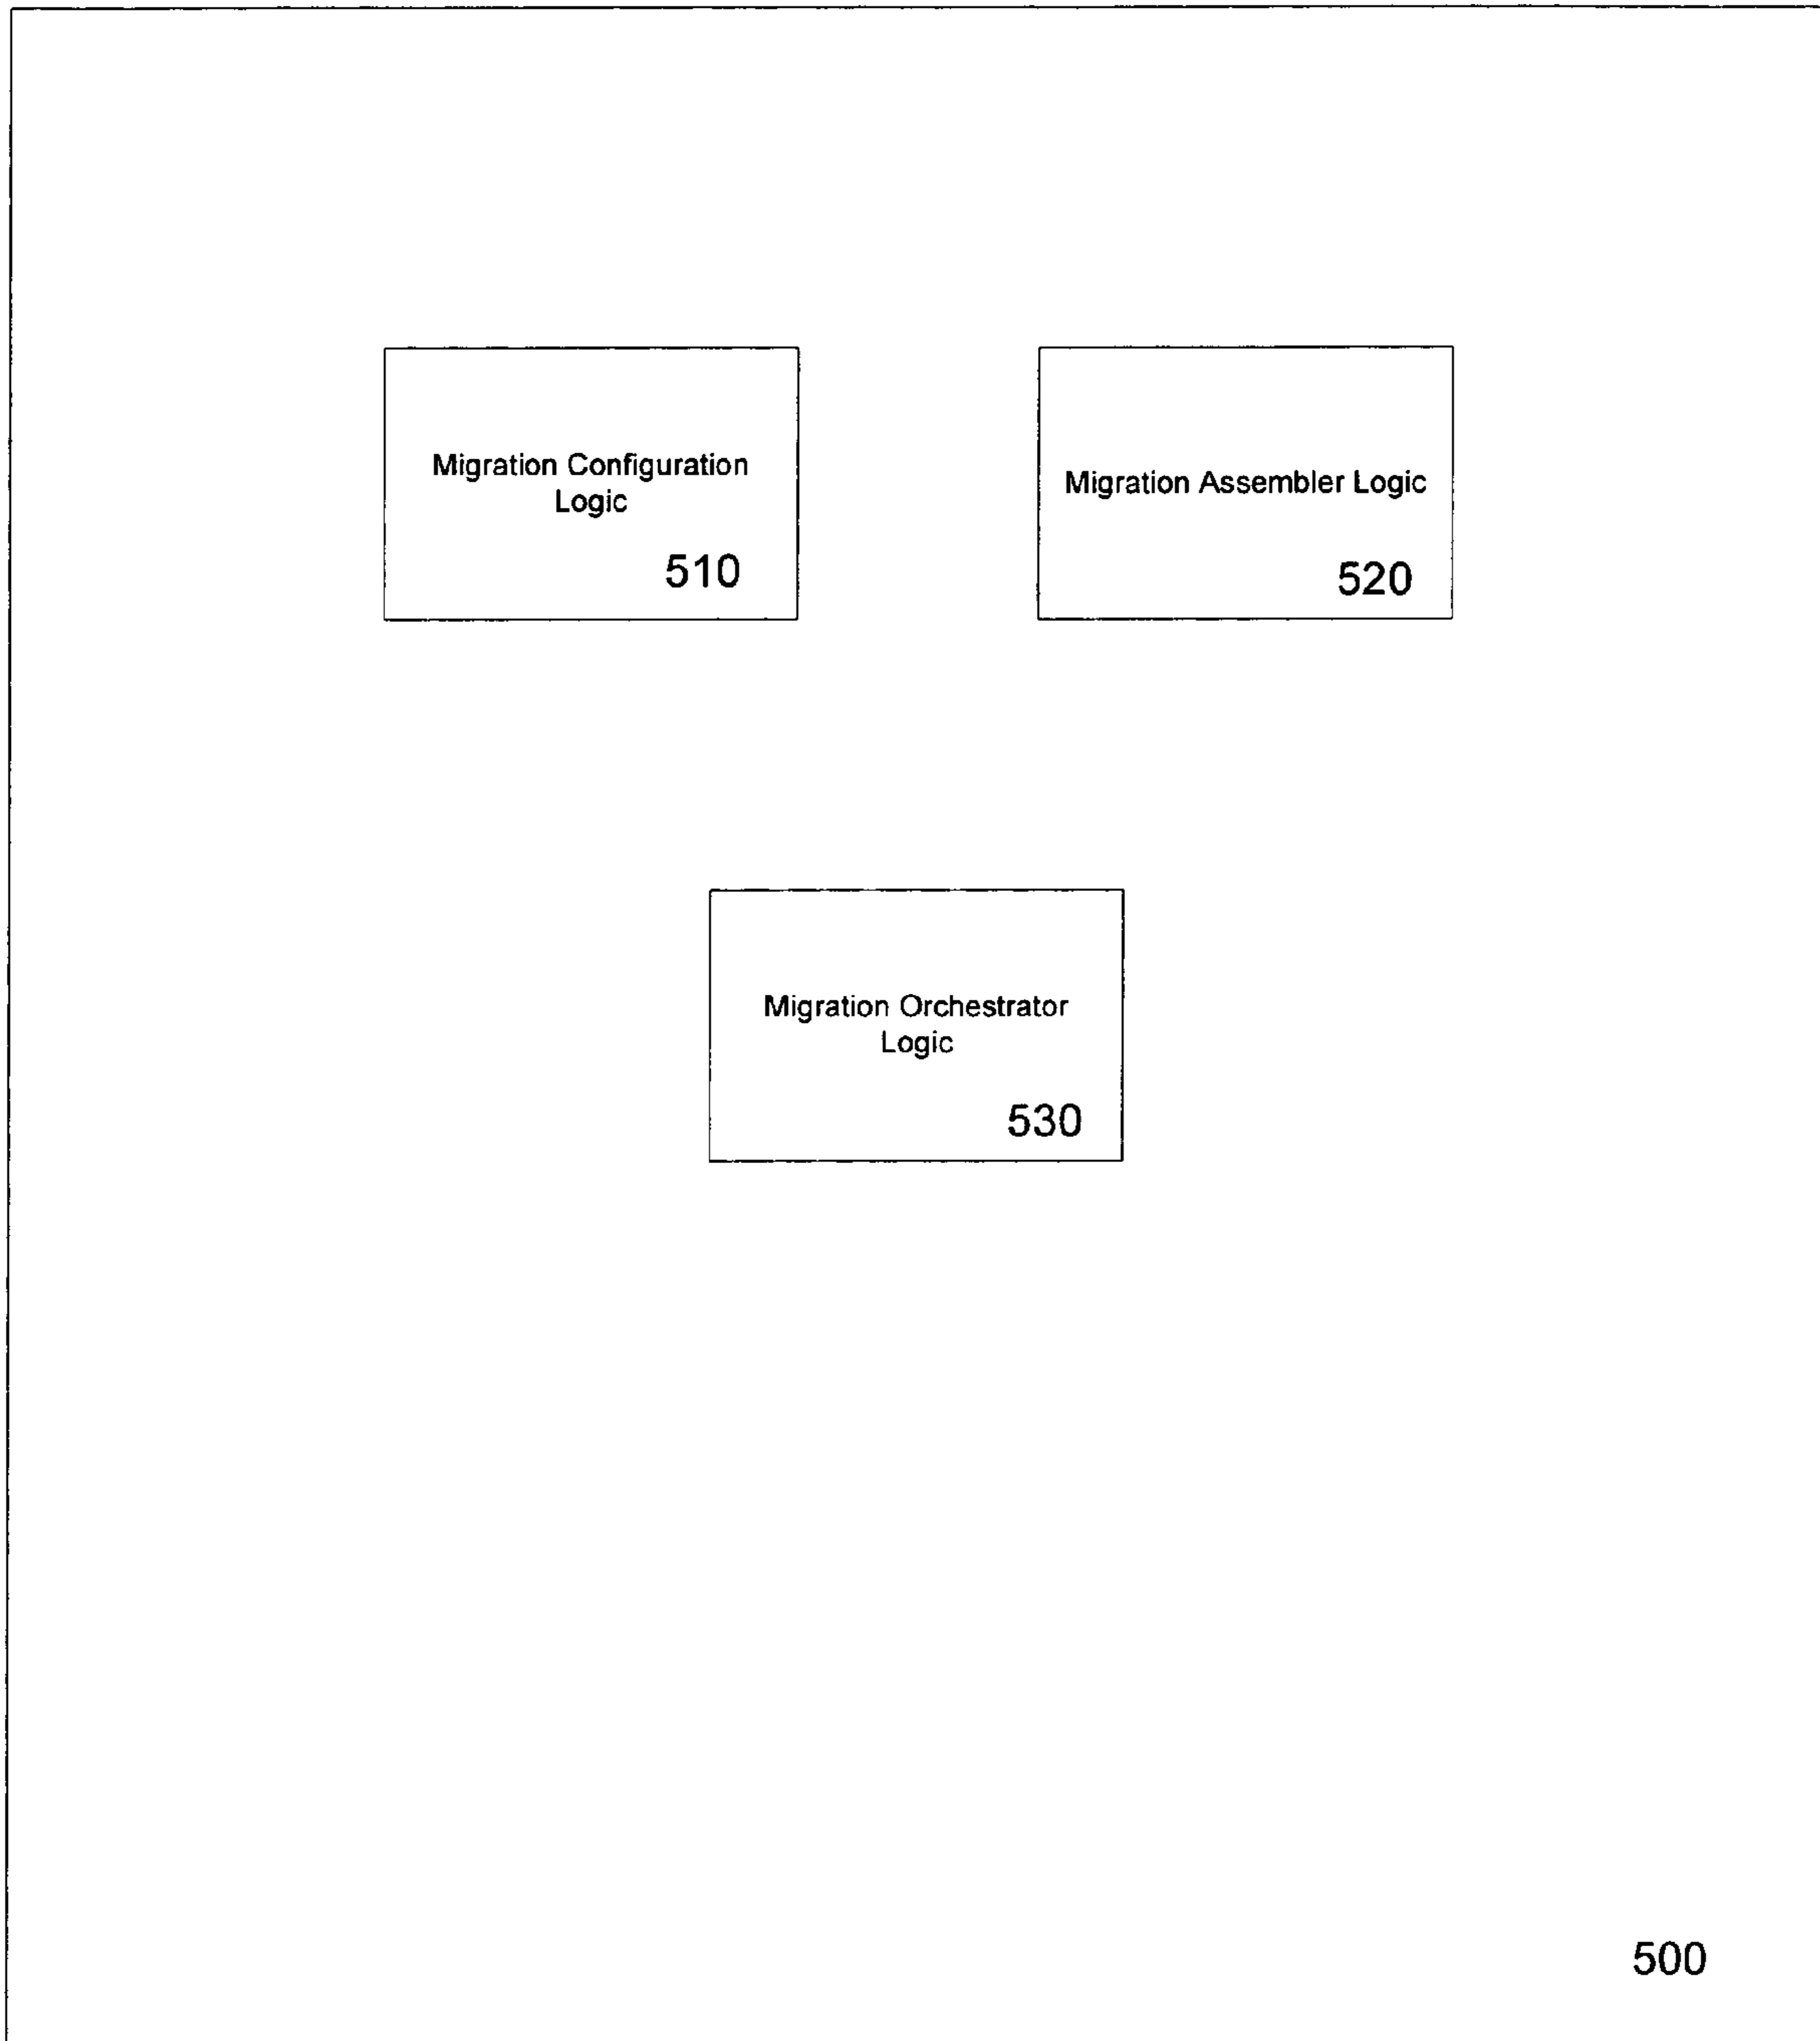 Migration Configuration
Logic
510
Migration Assembler Logic
520
Migration Orchestrator
Logic
530
500